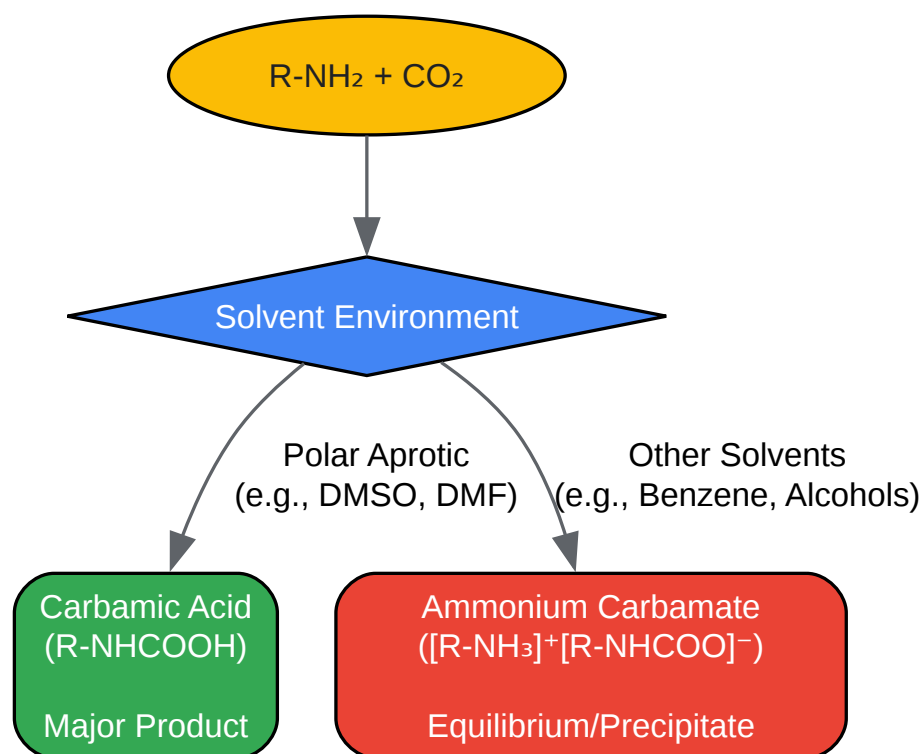 R-NH₂ + CO₂
Solvent Environment
Polar Aprotic
(e.g., DMSO, DMF)
Other Solvents
(e.g., Benzene, Alcohols)
Carbamic Acid
(R-NHCOOH)
Major Product
Ammonium Carbamate
([R-NH₃]⁺[R-NHCOO]⁻)
Equilibrium/Precipitate